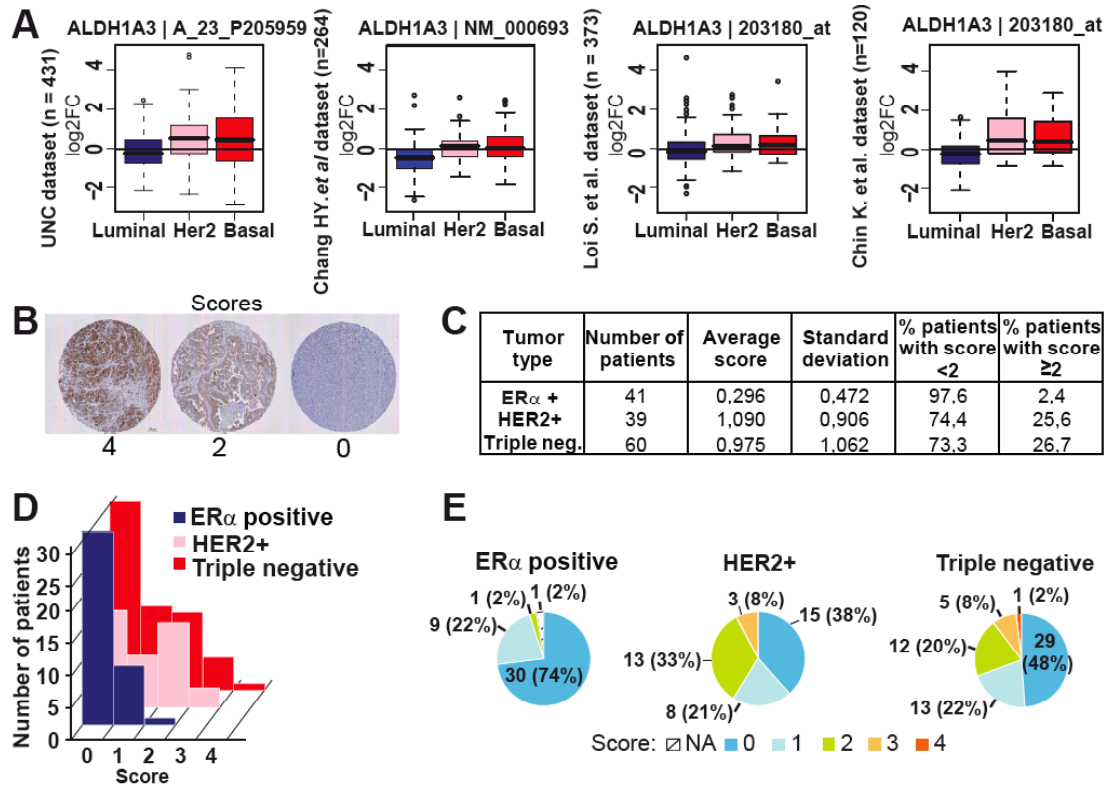 A
ALDH1A3 | A_23_P205959
UNC dataset (n = 431)
log2FC
4
2
0
−2
Luminal Her2 Basal
ALDH1A3 | NM_000693
Chang HY. et al dataset (n=264)
log2FC
4
2
0
−2
Luminal Her2 Basal
ALDH1A3 | 203180_at
Loi S. et al. dataset (n = 373)
log2FC
4
2
0
−2
Luminal Her2 Basal
ALDH1A3 | 203180_at
Chin K. et al. dataset (n=120)
log2FC
4
2
0
−2
Luminal Her2 Basal
B
Scores
4 2 0
C
Tumor type
Number of patients
Average score
Standard deviation
% patients with score <2
% patients with score ≥2
ERα + 41 0,296 0,472 97,6 2,4
HER2+ 39 1,090 0,906 74,4 25,6
Triple neg. 60 0,975 1,062 73,3 26,7
D
ERα positive
HER2+
Triple negative
Number of patients
30
25
20
15
10
5
0
0 1 2 3 4
Score
E
ERα positive
1 (2%)
1 (2%)
9 (22%)
30 (74%)
HER2+
3 (8%)
15 (38%)
13 (33%)
8 (21%)
Triple negative
1 (2%)
5 (8%)
12 (20%)
29 (48%)
13 (22%)
Score: NA 0 1 2 3 4